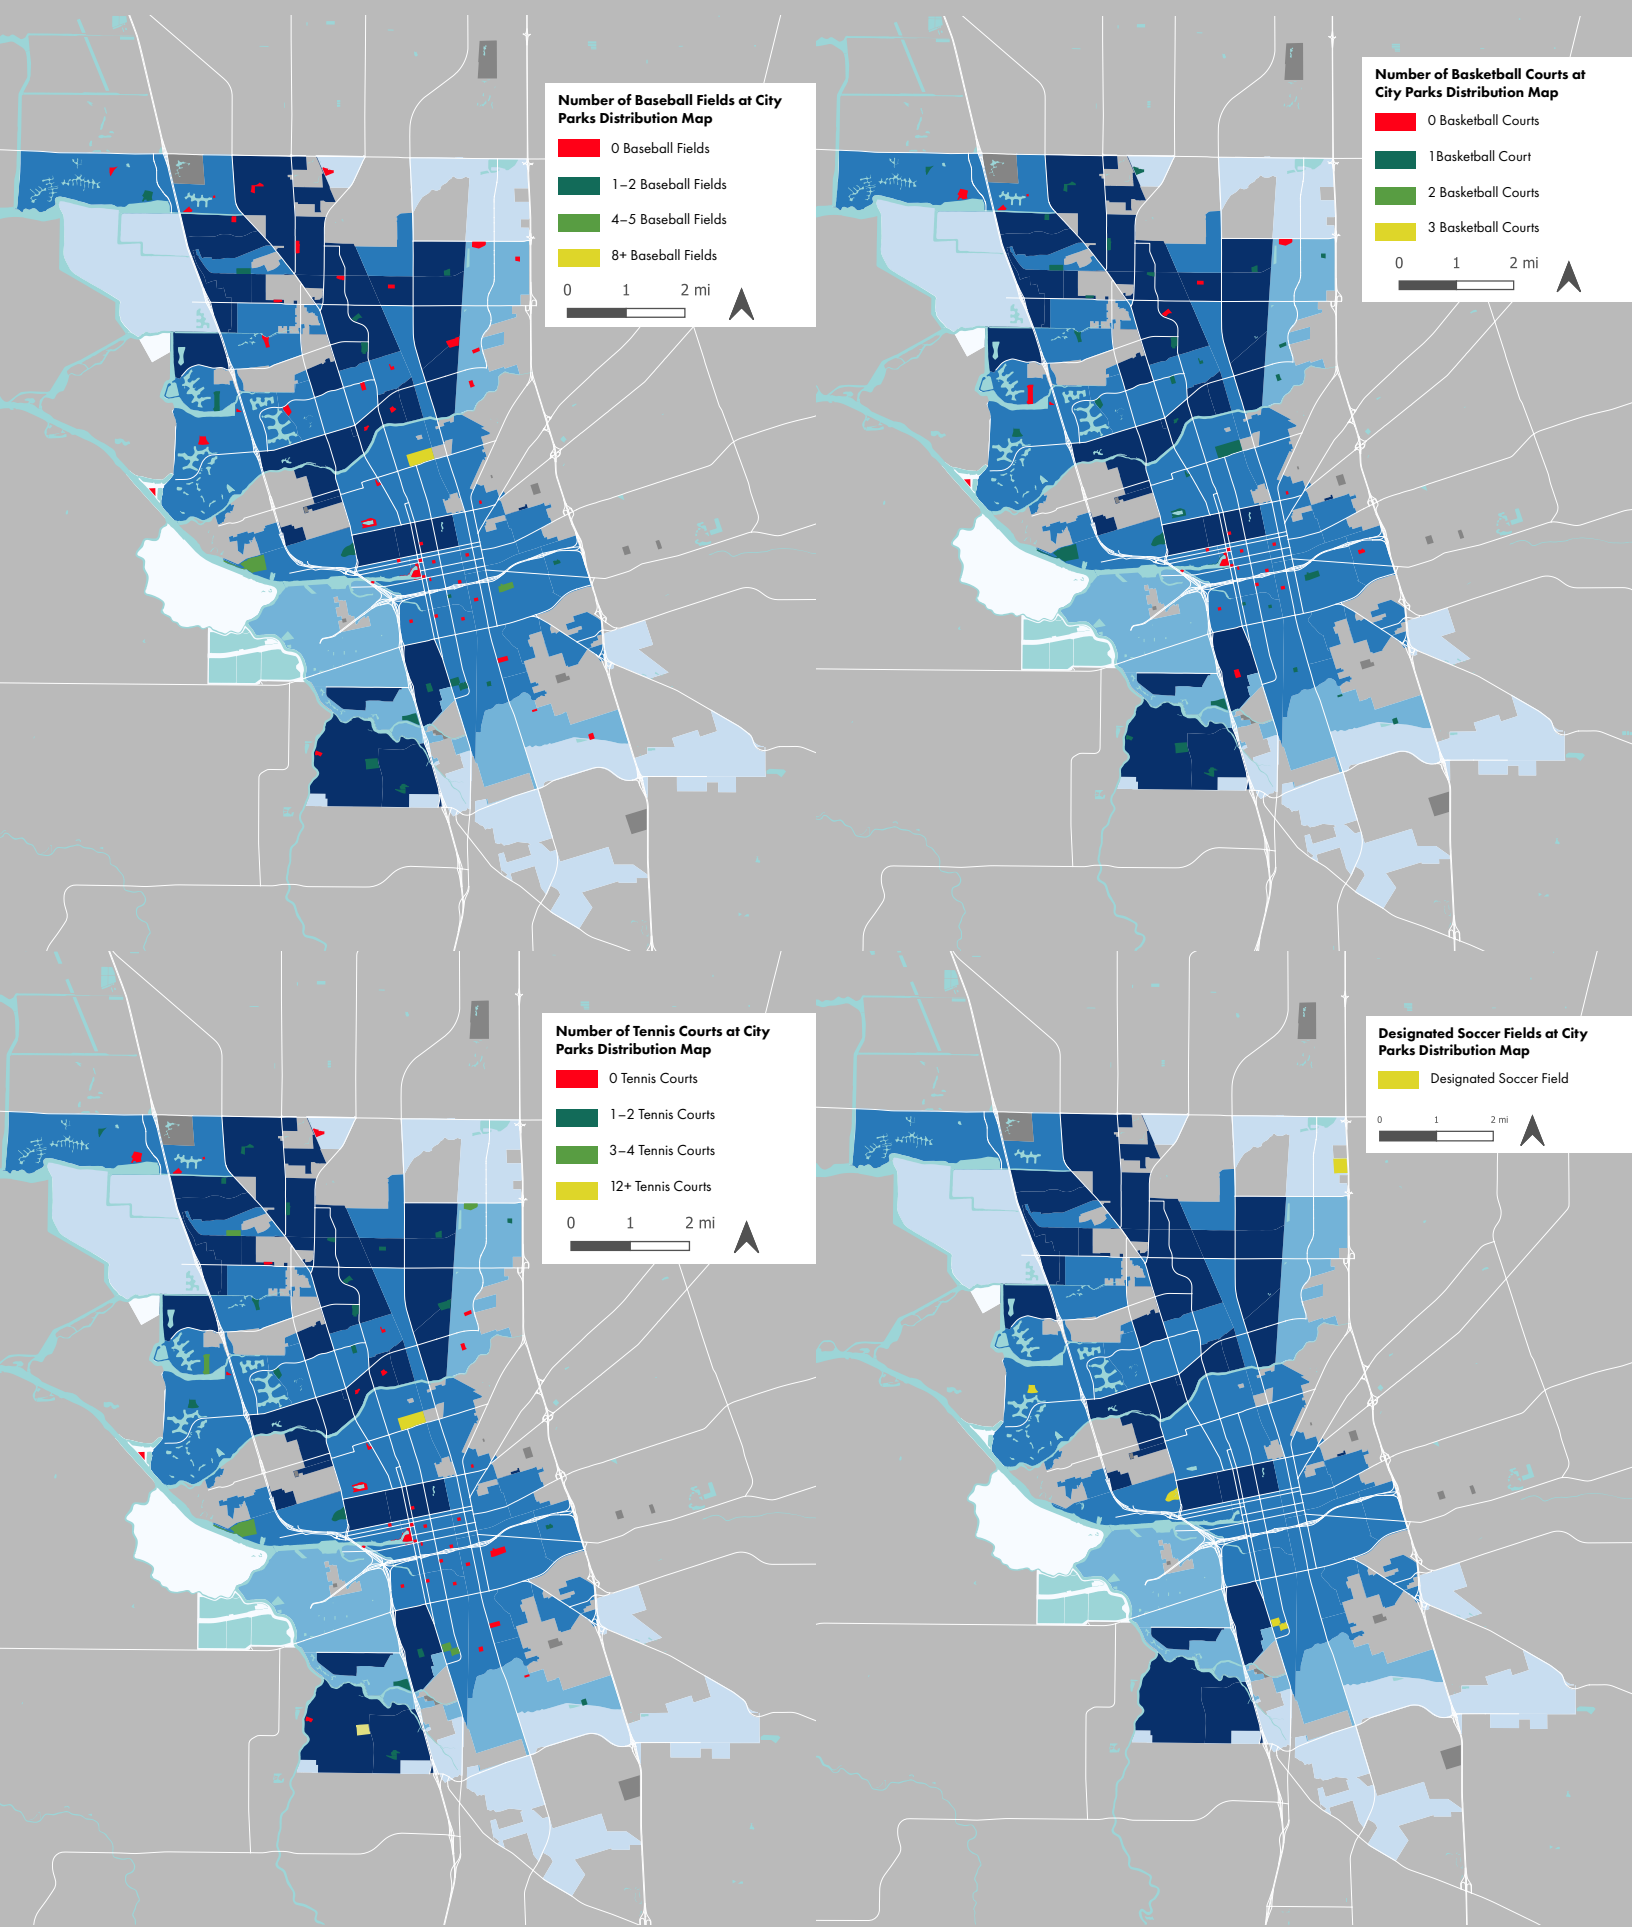 Number of Baseball Fields at City
Parks Distribution Map
0 Baseball Fields
1–2 Baseball Fields
4–5 Baseball Fields
8+ Baseball Fields
0 1 2 mi
Number of Basketball Courts at
City Parks Distribution Map
0 Basketball Courts
1Basketball Court
2 Basketball Courts
3 Basketball Courts
0 1 2 mi
Number of Tennis Courts at City
Parks Distribution Map
0 Tennis Courts
1–2 Tennis Courts
3–4 Tennis Courts
12+ Tennis Courts
0 1 2 mi
Designated Soccer Fields at City
Parks Distribution Map
Designated Soccer Field
0 1 2 mi